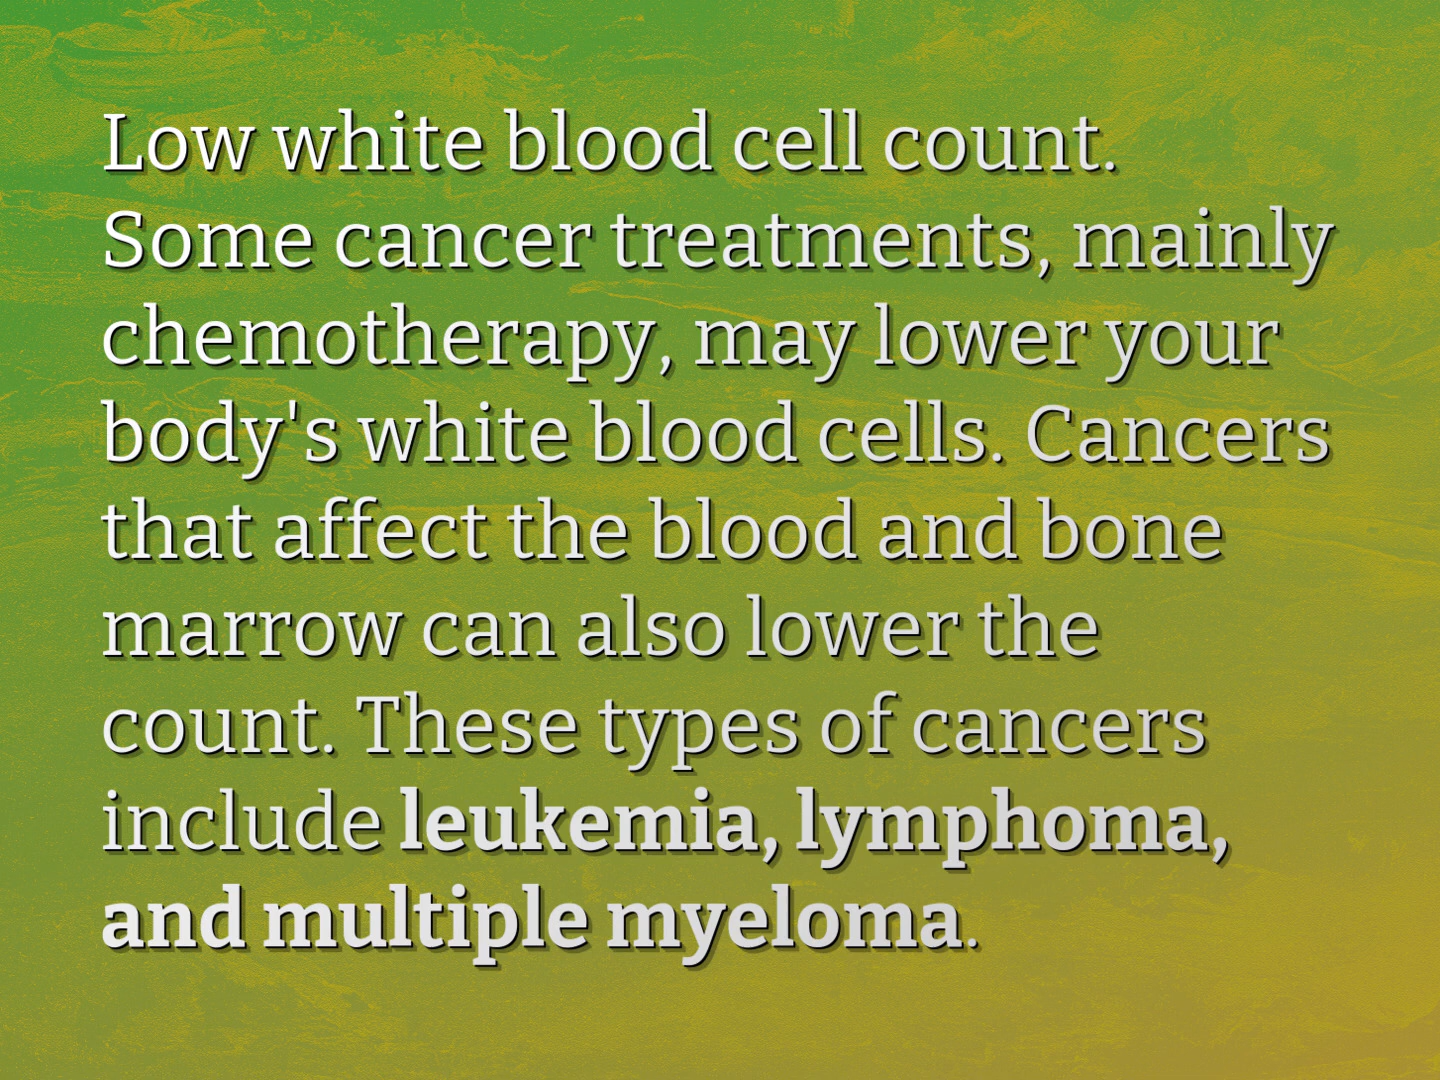 Low white blood cell count.
Some cancer treatments, mainly
chemotherapy, may lower your
body's white blood cells. Cancers
that affect the blood and bone
marrow can also lower the
count. These types of cancers
include leukemia, lymphoma,
and multiple myeloma.